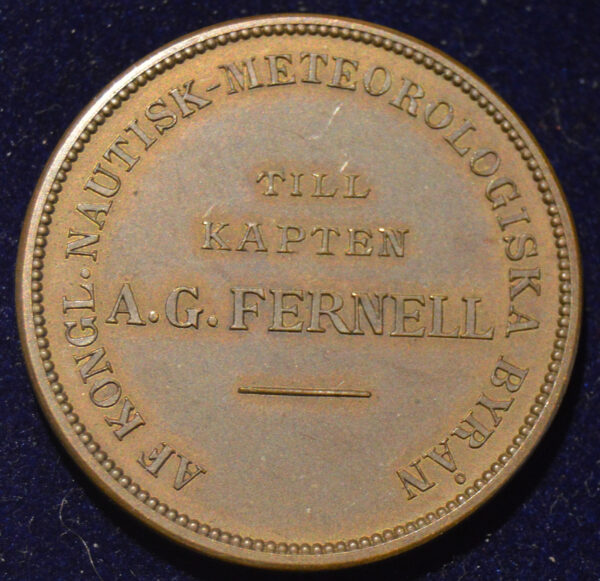 AF KONGL. NAUTISK-METEOROLOGISKA BYRÅN
TILL
KAPTEN
A.G. FERNELL